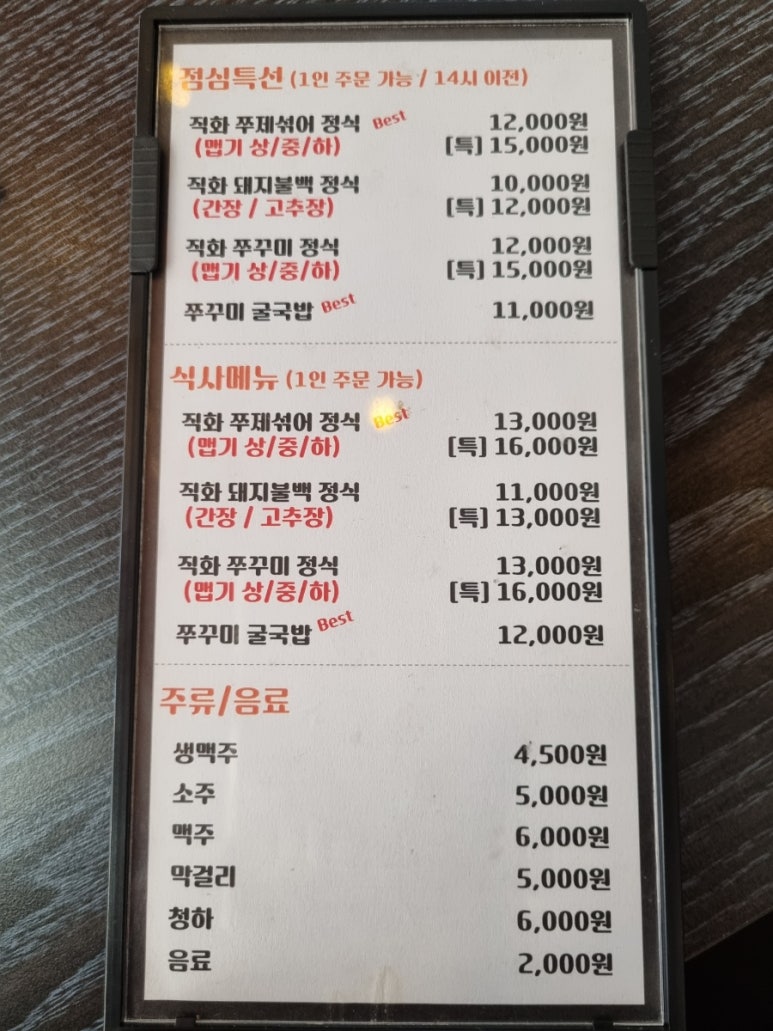 점심특선 (1인 주문 가능 / 14시 이전)
직화 쭈제섞어 정식 Best 12,000원
(맵기 상/중/하) [특] 15,000원
직화 돼지불백 정식 10,000원
(간장 / 고추장) [특] 12,000원
직화 쭈꾸미 정식 12,000원
(맵기 상/중/하) [특] 15,000원
쭈꾸미 굴국밥 Best 11,000원
식사메뉴 (1인 주문 가능)
직화 쭈제섞어 정식 Best 13,000원
(맵기 상/중/하) [특] 16,000원
직화 돼지불백 정식 11,000원
(간장 / 고추장) [특] 13,000원
직화 쭈꾸미 정식 13,000원
(맵기 상/중/하) [특] 16,000원
쭈꾸미 굴국밥 Best 12,000원
주류/음료
생맥주 4,500원
소주 5,000원
맥주 6,000원
막걸리 5,000원
청하 6,000원
음료 2,000원